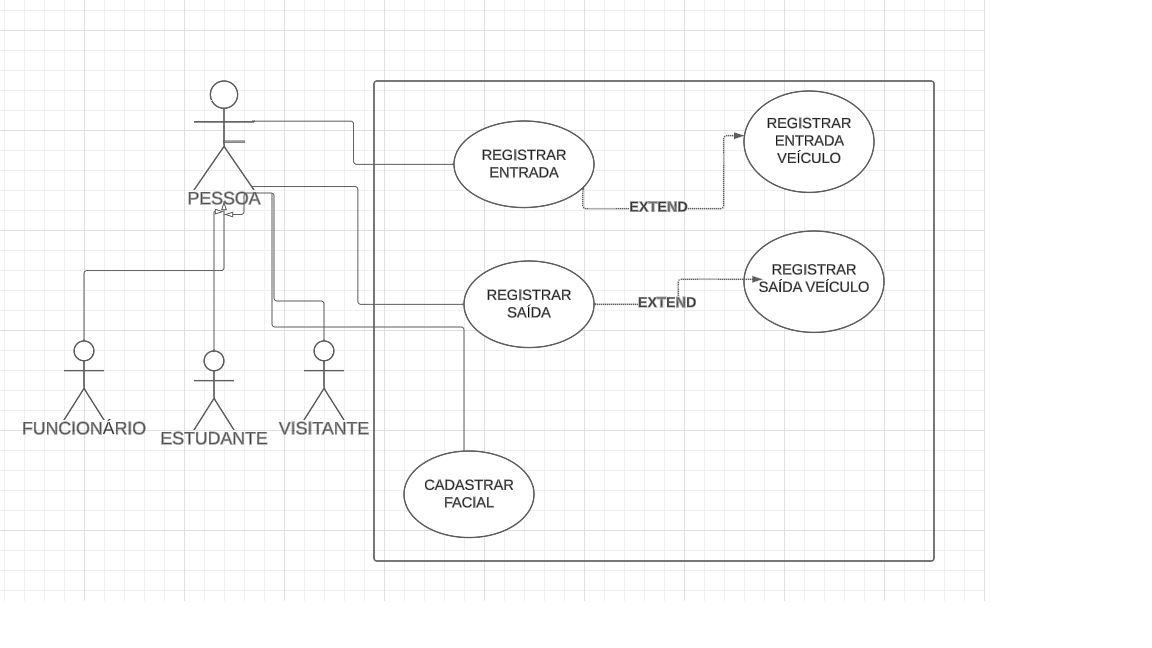 REGISTRAR
ENTRADA
VEÍCULO
REGISTRAR
ENTRADA
PESSOA
EXTEND
REGISTRAR
SAÍDA VEÍCULO
REGISTRAR
SAÍDA
EXTEND
FUNCIONÁRIO
ESTUDANTE
VISITANTE
CADASTRAR
FACIAL